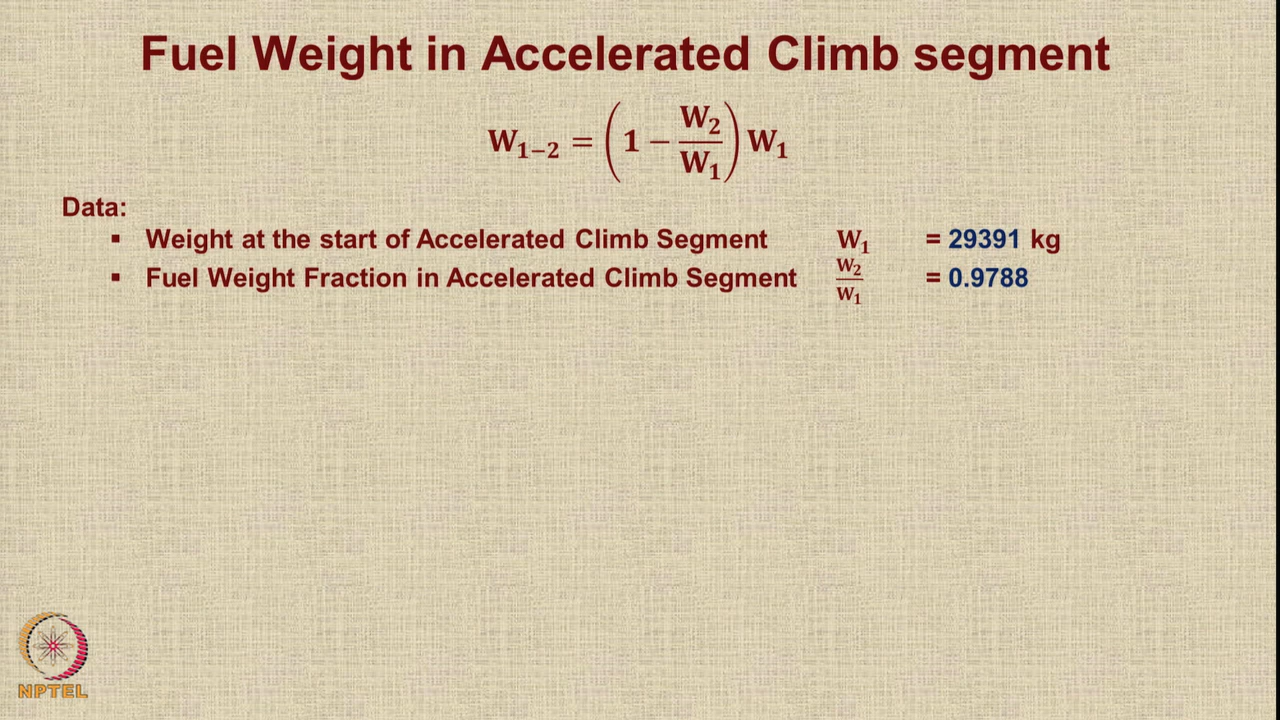 Fuel Weight in Accelerated Climb segment
W₁₋₂ = (1 − W₂/W₁) W₁
Data:
▪ Weight at the start of Accelerated Climb Segment W₁ = 29391 kg
▪ Fuel Weight Fraction in Accelerated Climb Segment W₂/W₁ = 0.9788
NPTEL